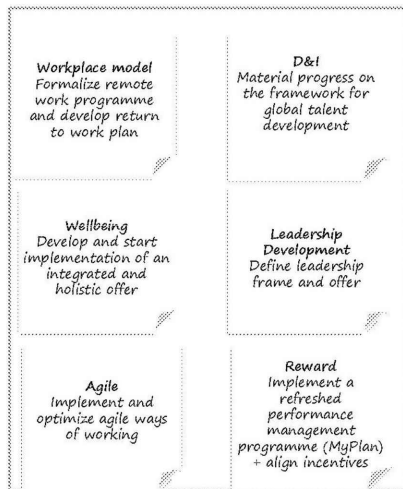 Workplace model
Formalize remote
work programme
and develop return
to work plan
D&I
Material progress on
the framework for
global talent
development
Wellbeing
Develop and start
implementation of an
integrated and
holistic offer
Leadership
Development
Define leadership
frame and offer
Agile
Implement and
optimize agile ways
of working
Reward
Implement a
refreshed
performance
management
programme (MyPlan)
+ align incentives